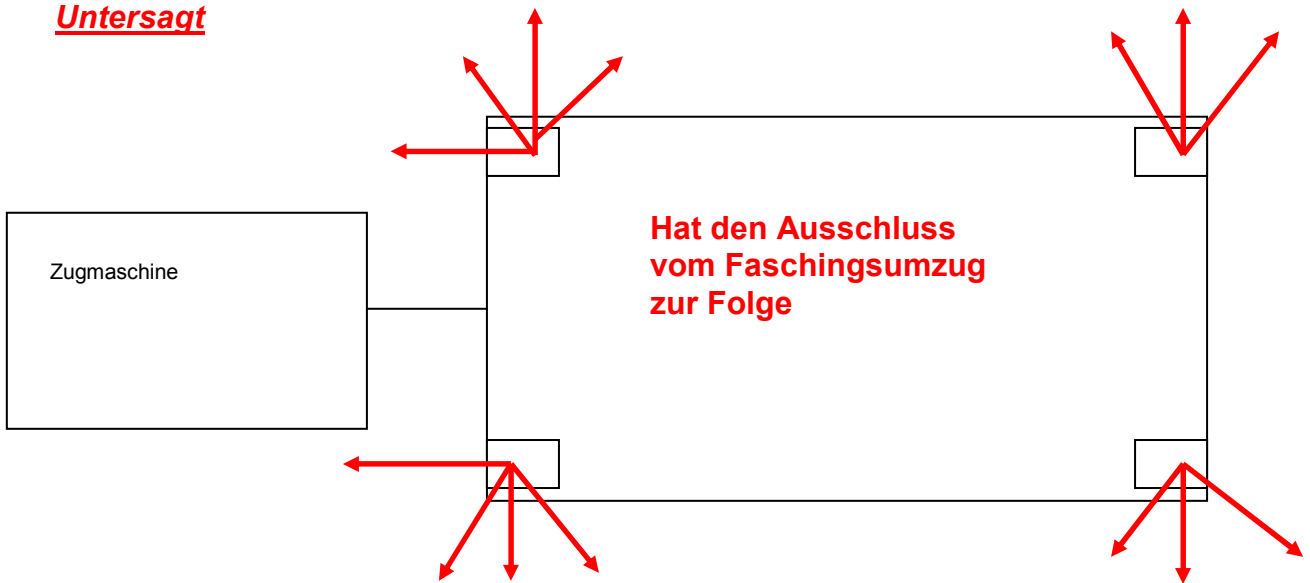 Untersagt
Zugmaschine
Hat den Ausschluss
vom Faschingsumzug
zur Folge